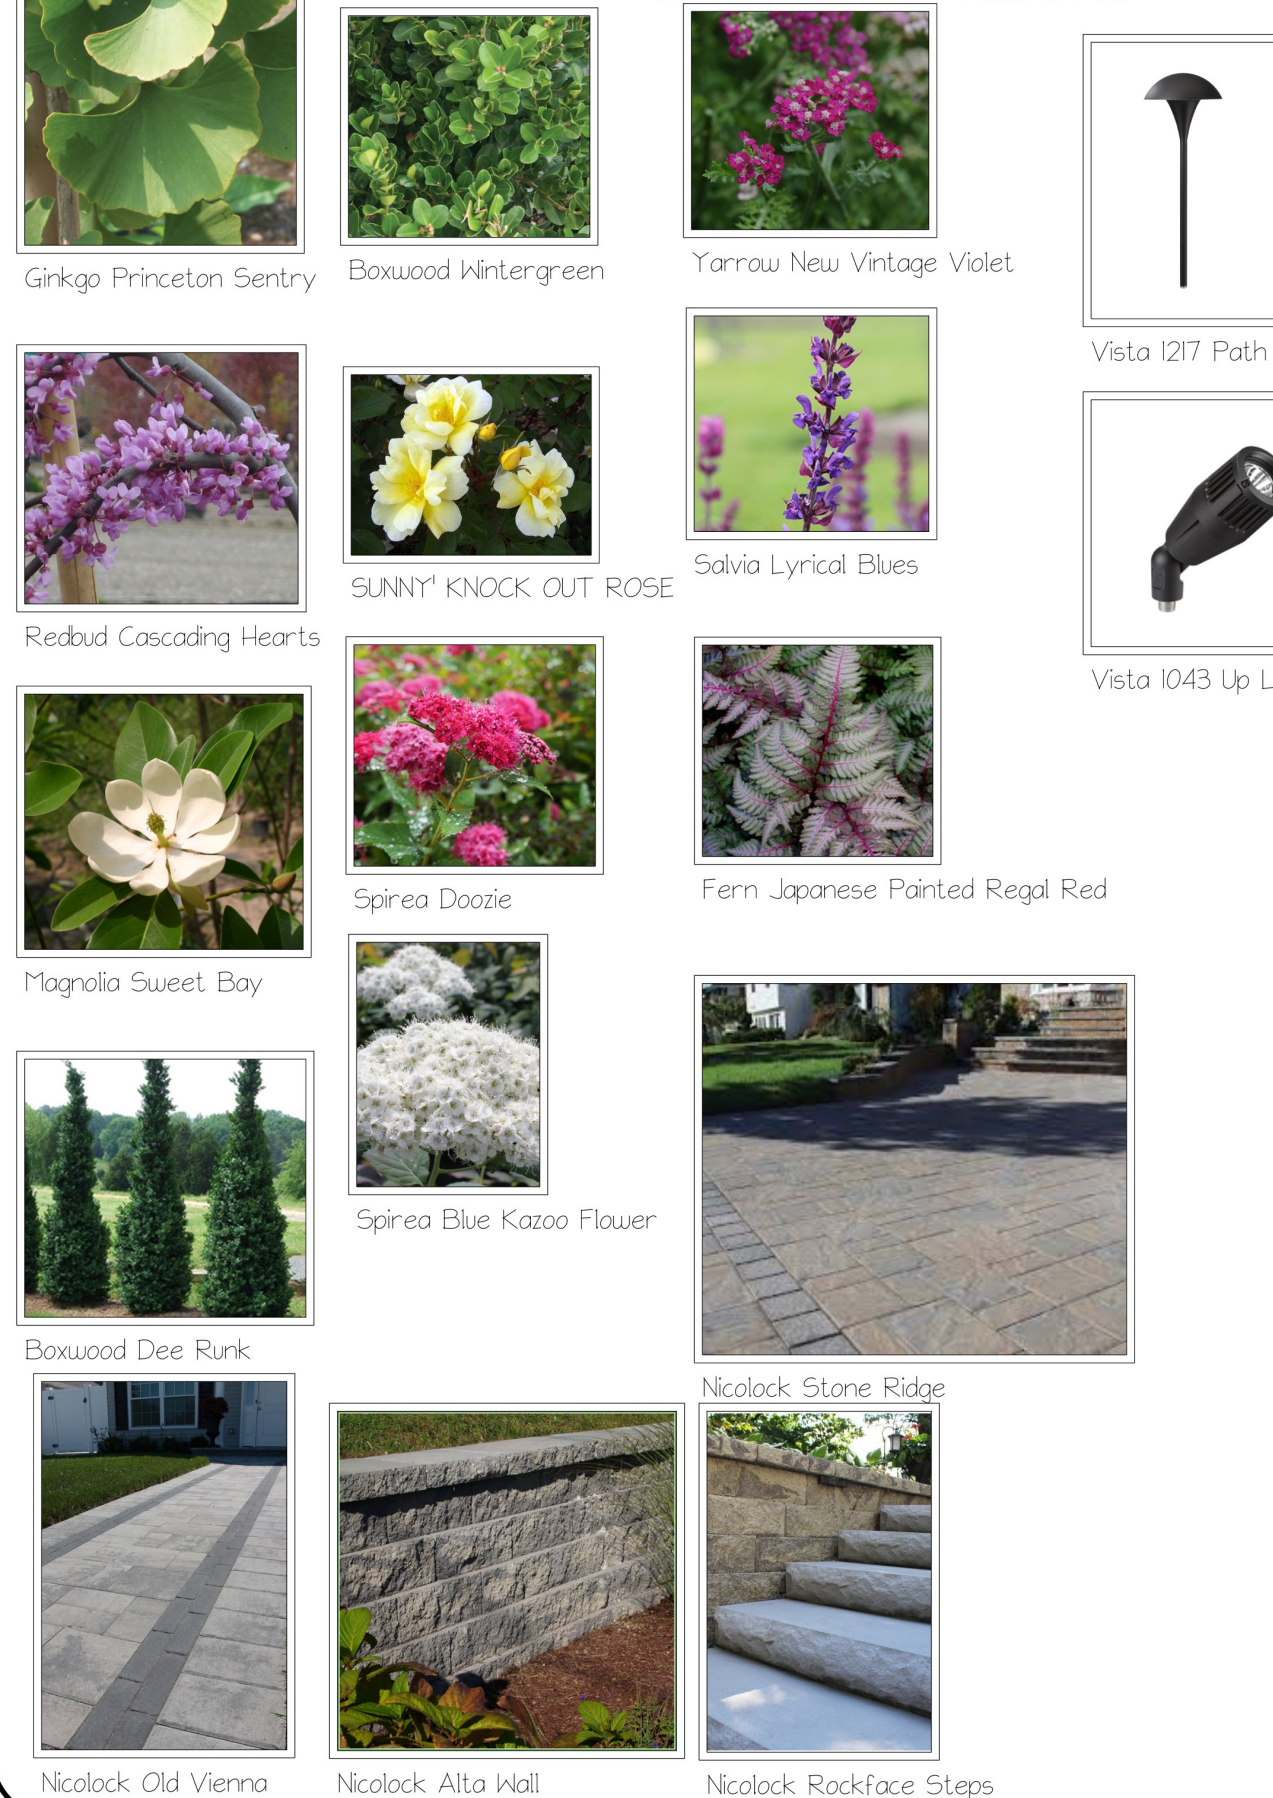 Ginkgo Princeton Sentry
Boxwood Wintergreen
Yarrow New Vintage Violet
Vista 1217 Path
Redbud Cascading Hearts
SUNNY' KNOCK OUT ROSE
Salvia Lyrical Blues
Vista 1043 Up L
Magnolia Sweet Bay
Spirea Doozie
Fern Japanese Painted Regal Red
Boxwood Dee Runk
Spirea Blue Kazoo Flower
Nicolock Stone Ridge
Nicolock Old Vienna
Nicolock Alta Wall
Nicolock Rockface Steps